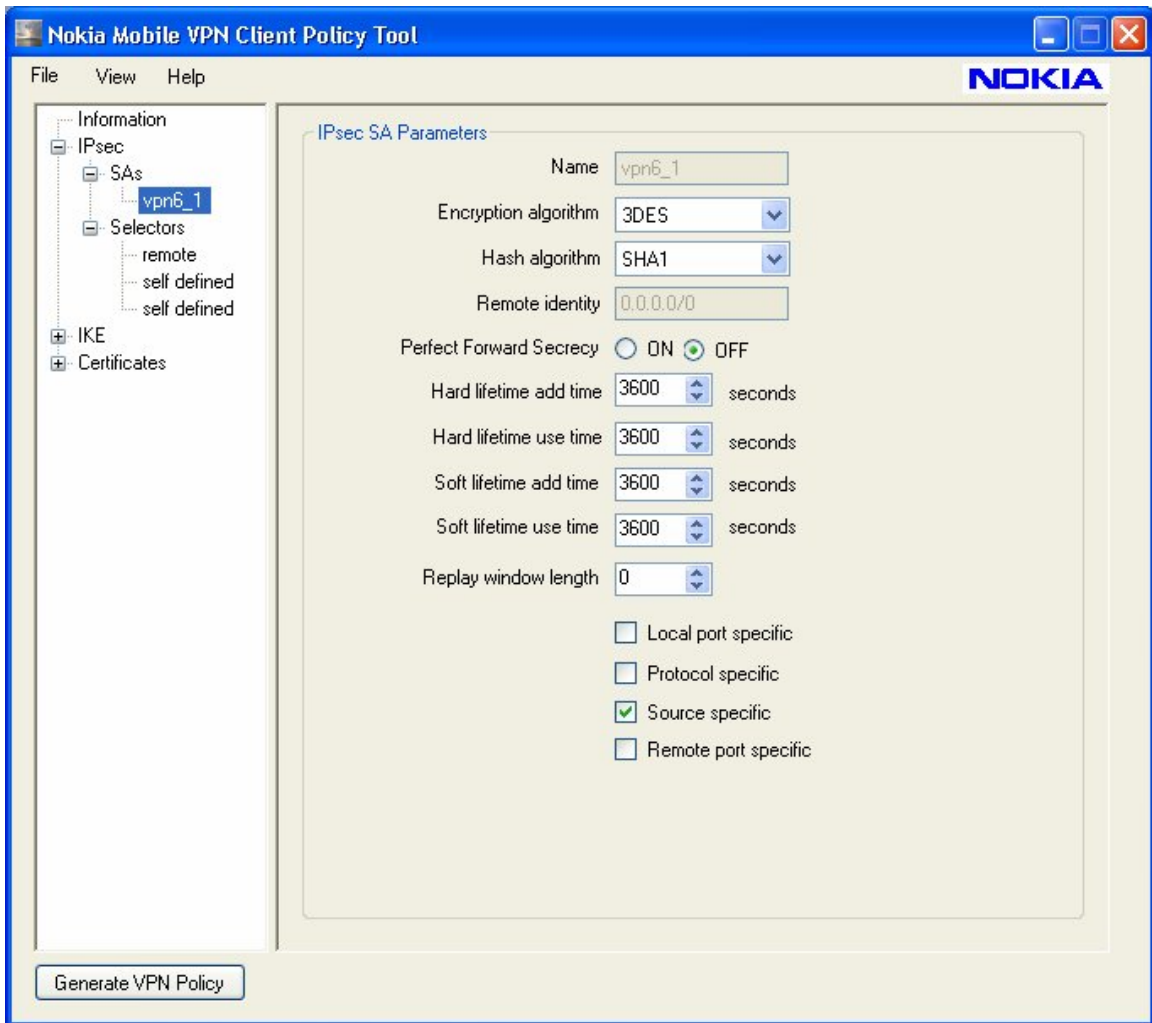 Nokia Mobile VPN Client Policy Tool
File View Help
NOKIA
Information
IPsec
SAs
vpn6_1
Selectors
remote
self defined
self defined
IKE
Certificates
IPsec SA Parameters
Name vpn6_1
Encryption algorithm 3DES
Hash algorithm SHA1
Remote identity 0.0.0.0/0
Perfect Forward Secrecy ON OFF
Hard lifetime add time 3600 seconds
Hard lifetime use time 3600 seconds
Soft lifetime add time 3600 seconds
Soft lifetime use time 3600 seconds
Replay window length 0
Local port specific
Protocol specific
Source specific
Remote port specific
Generate VPN Policy